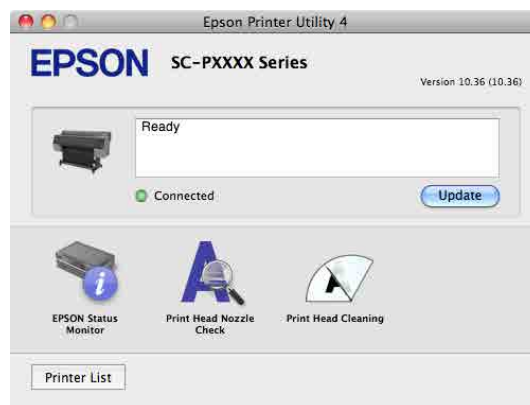 Epson Printer Utility 4
EPSON SC-PXXXX Series
Version 10.36 (10.36)
Ready
Connected
Update
EPSON Status
Monitor
Print Head Nozzle
Check
Print Head Cleaning
Printer List